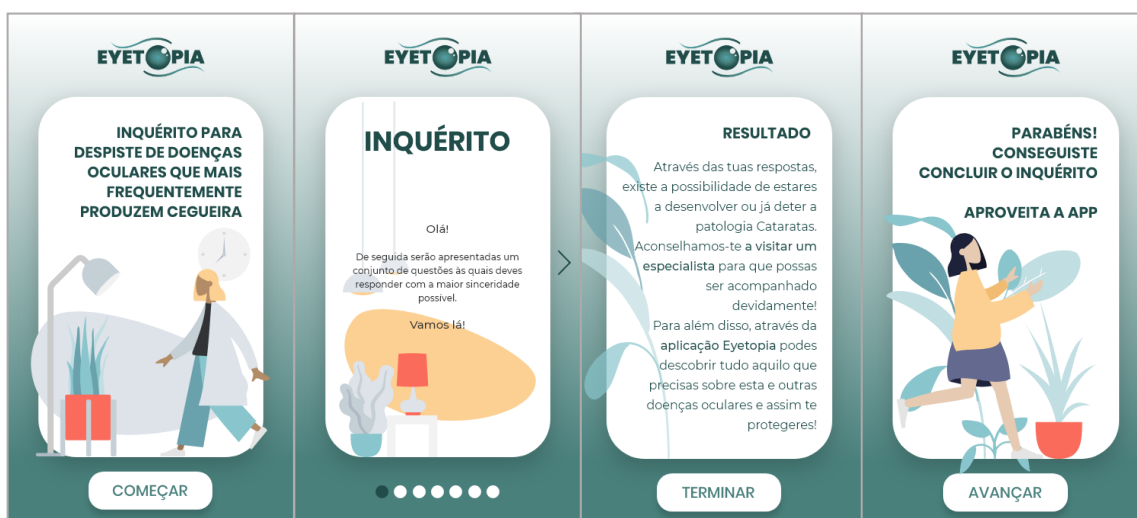 EYETOPIA
INQUÉRITO PARA
DESPISTE DE DOENÇAS
OCULARES QUE MAIS
FREQUENTEMENTE
PRODUZEM CEGUEIRA
COMEÇAR
EYETOPIA
INQUÉRITO
Olá!
De seguida serão apresentadas um
conjunto de questões às quais deves
responder com a maior sinceridade
possível.
Vamos lá!
EYETOPIA
RESULTADO
Através das tuas respostas,
existe a possibilidade de estares
a desenvolver ou já deter a
patologia Cataratas.
Aconselhamos-te a visitar um
especialista para que possas
ser acompanhado
devidamente!
Para além disso, através da
aplicação Eyetopia podes
descobrir tudo aquilo que
precisas sobre esta e outras
doenças oculares e assim te
protegeres!
TERMINAR
EYETOPIA
PARABÉNS!
CONSEGUISTE
CONCLUIR O INQUÉRITO
APROVEITA A APP
AVANÇAR